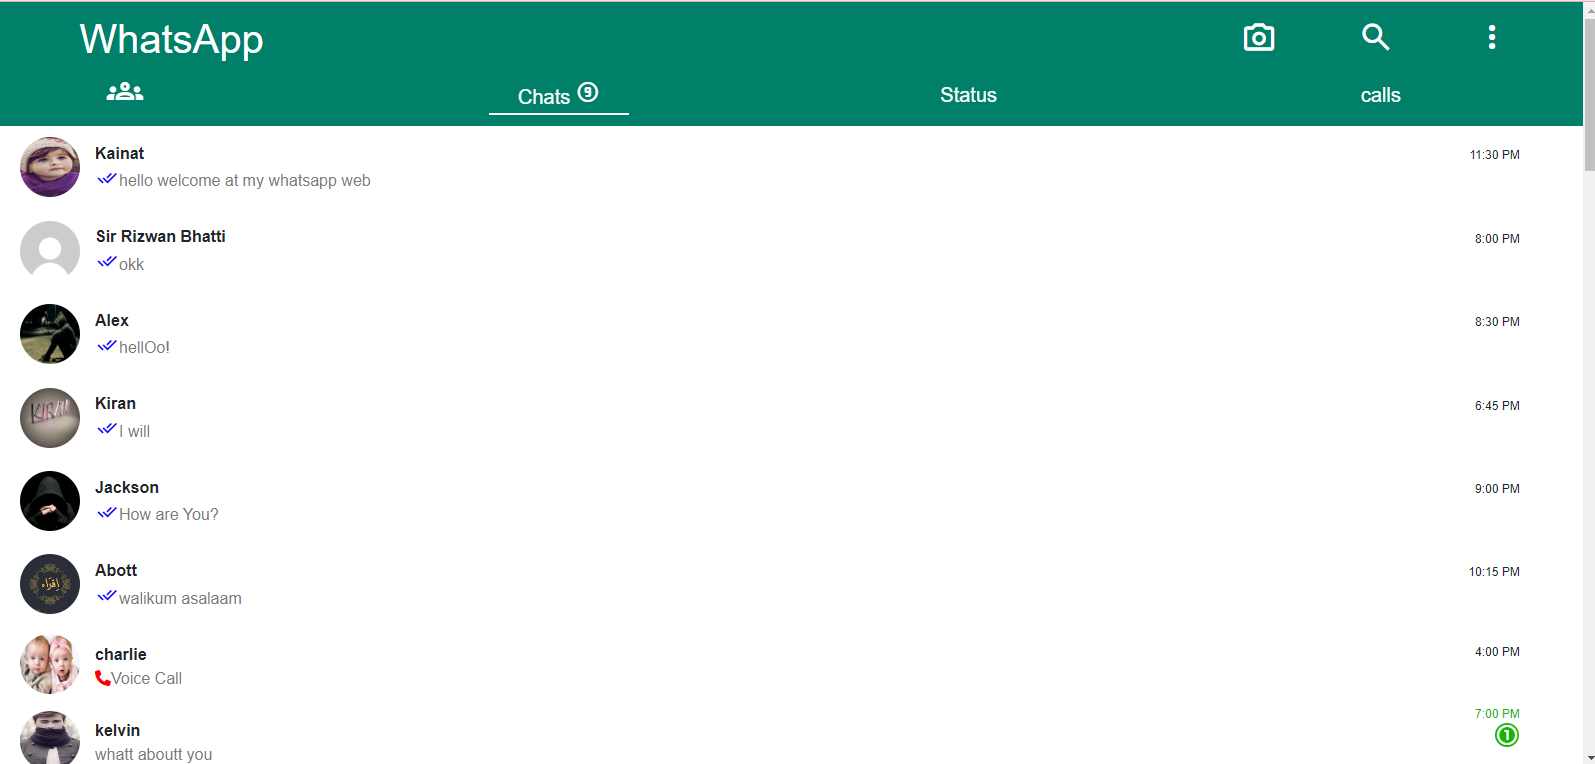 WhatsApp
Chats 9
Status
calls
Kainat
11:30 PM
hello welcome at my whatsapp web
Sir Rizwan Bhatti
8:00 PM
okk
Alex
8:30 PM
hellOo!
KIRAN
Kiran
6:45 PM
I will
Jackson
9:00 PM
How are You?
اقراء
Abott
10:15 PM
walikum asalaam
charlie
4:00 PM
Voice Call
7:00 PM
kelvin
1
whatt aboutt you